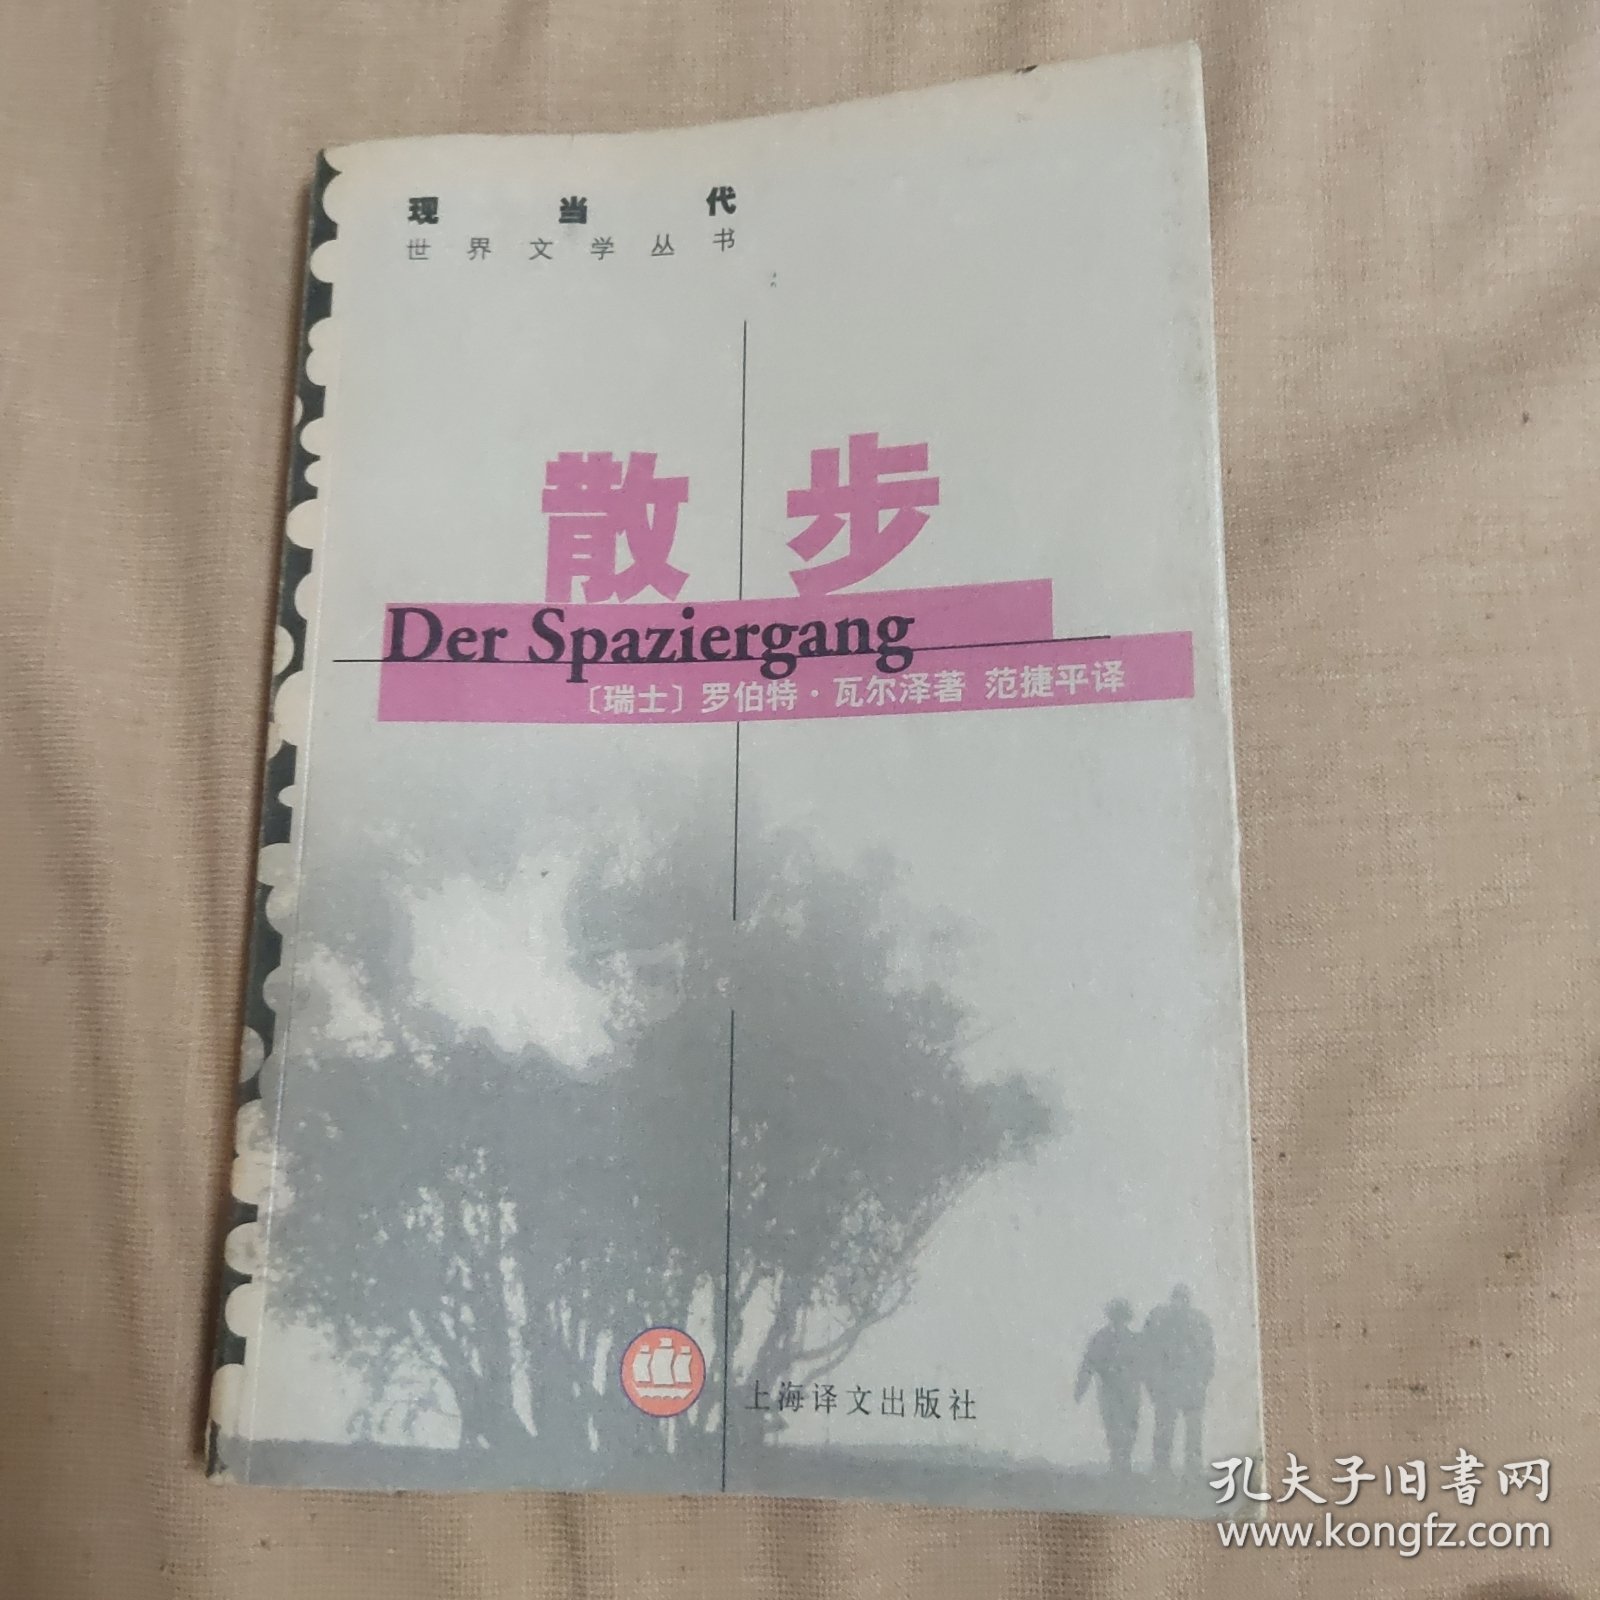 现当代
世界文学丛书
散步
Der Spaziergang
〔瑞士〕罗伯特·瓦尔泽著 范捷平译
上海译文出版社
孔夫子旧书网
www.kongfz.com